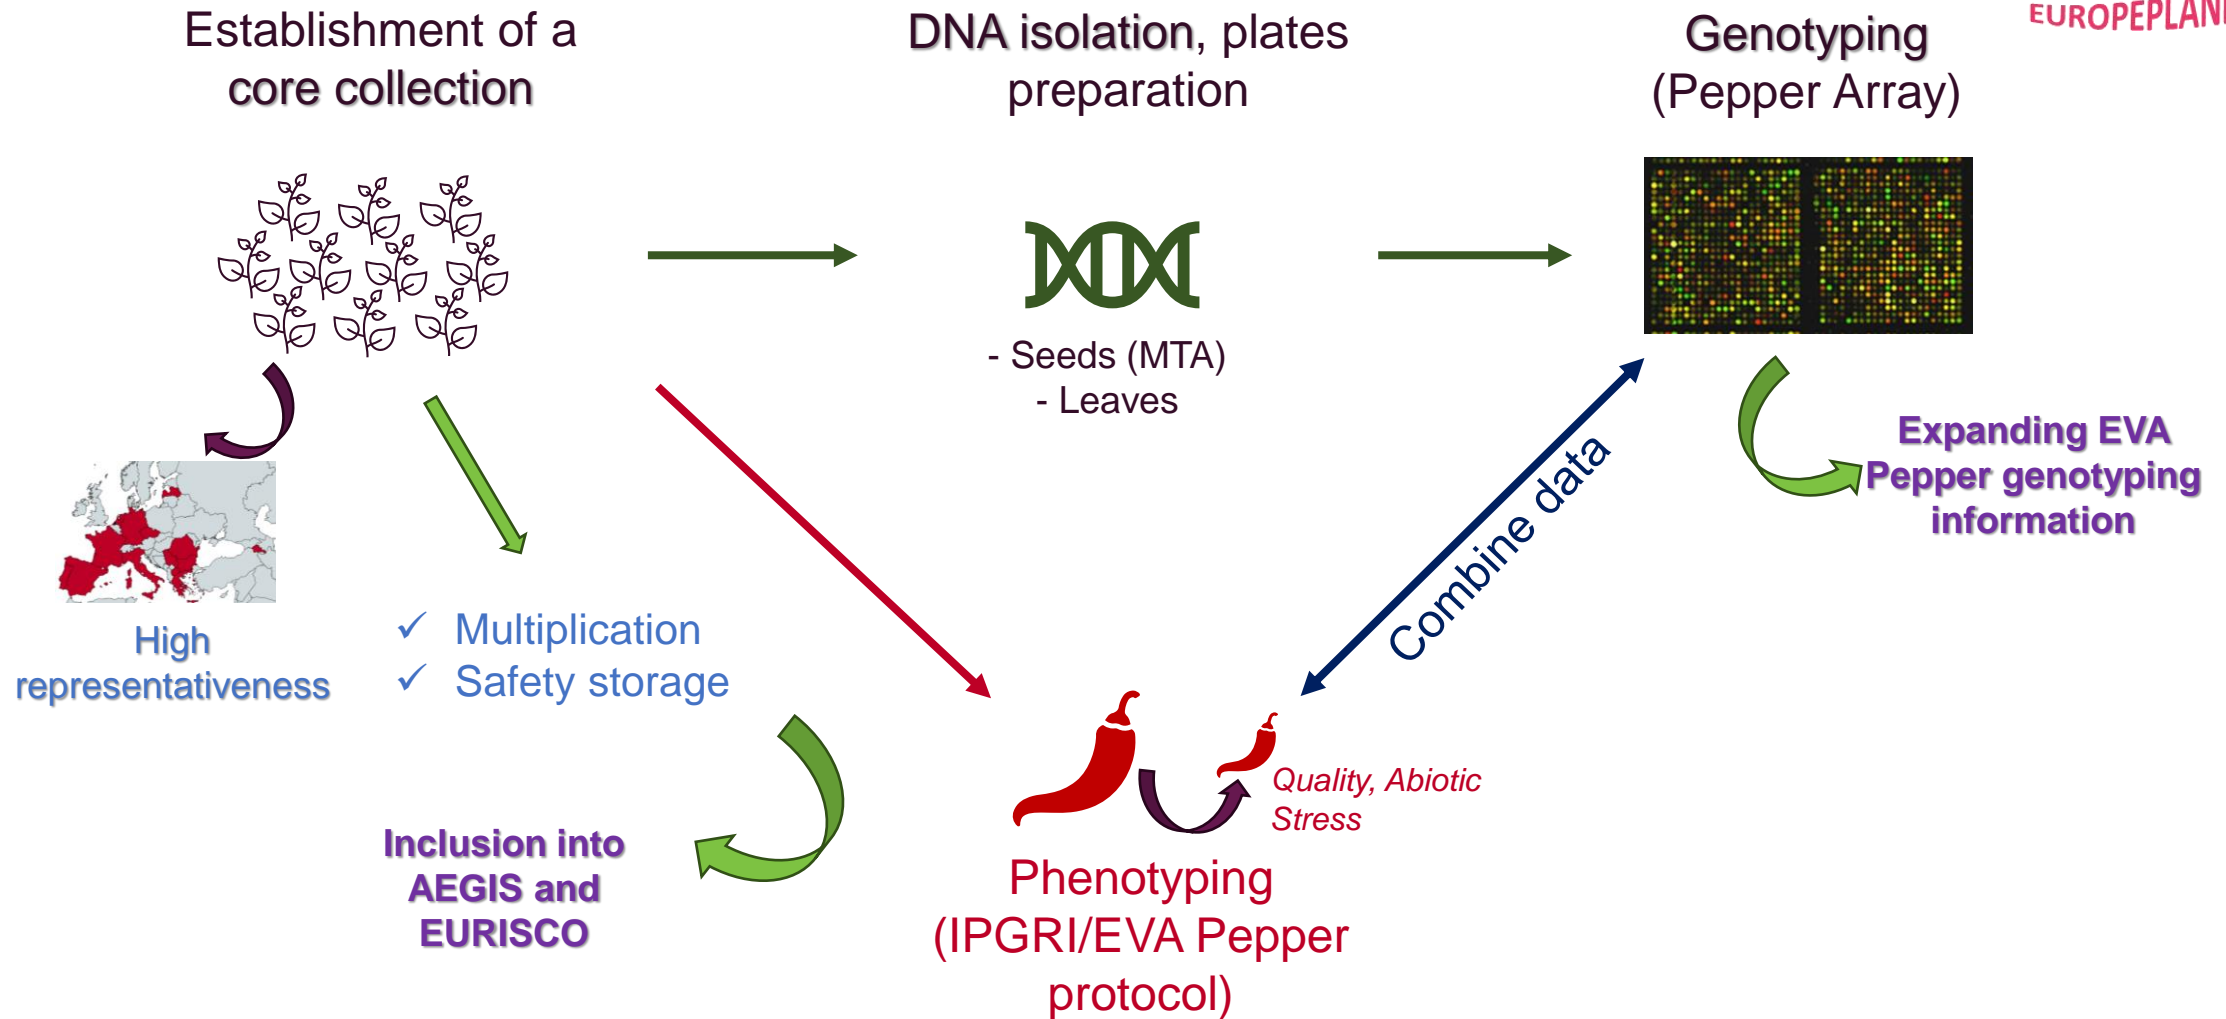 Establishment of a
core collection
DNA isolation, plates
preparation
Genotyping
(Pepper Array)
- Seeds (MTA)
- Leaves
Expanding EVA
Pepper genotyping
information
Combine data
High
representativeness
✓ Multiplication
✓ Safety storage
Quality, Abiotic
Stress
Inclusion into
AEGIS and
EURISCO
Phenotyping
(IPGRI/EVA Pepper
protocol)